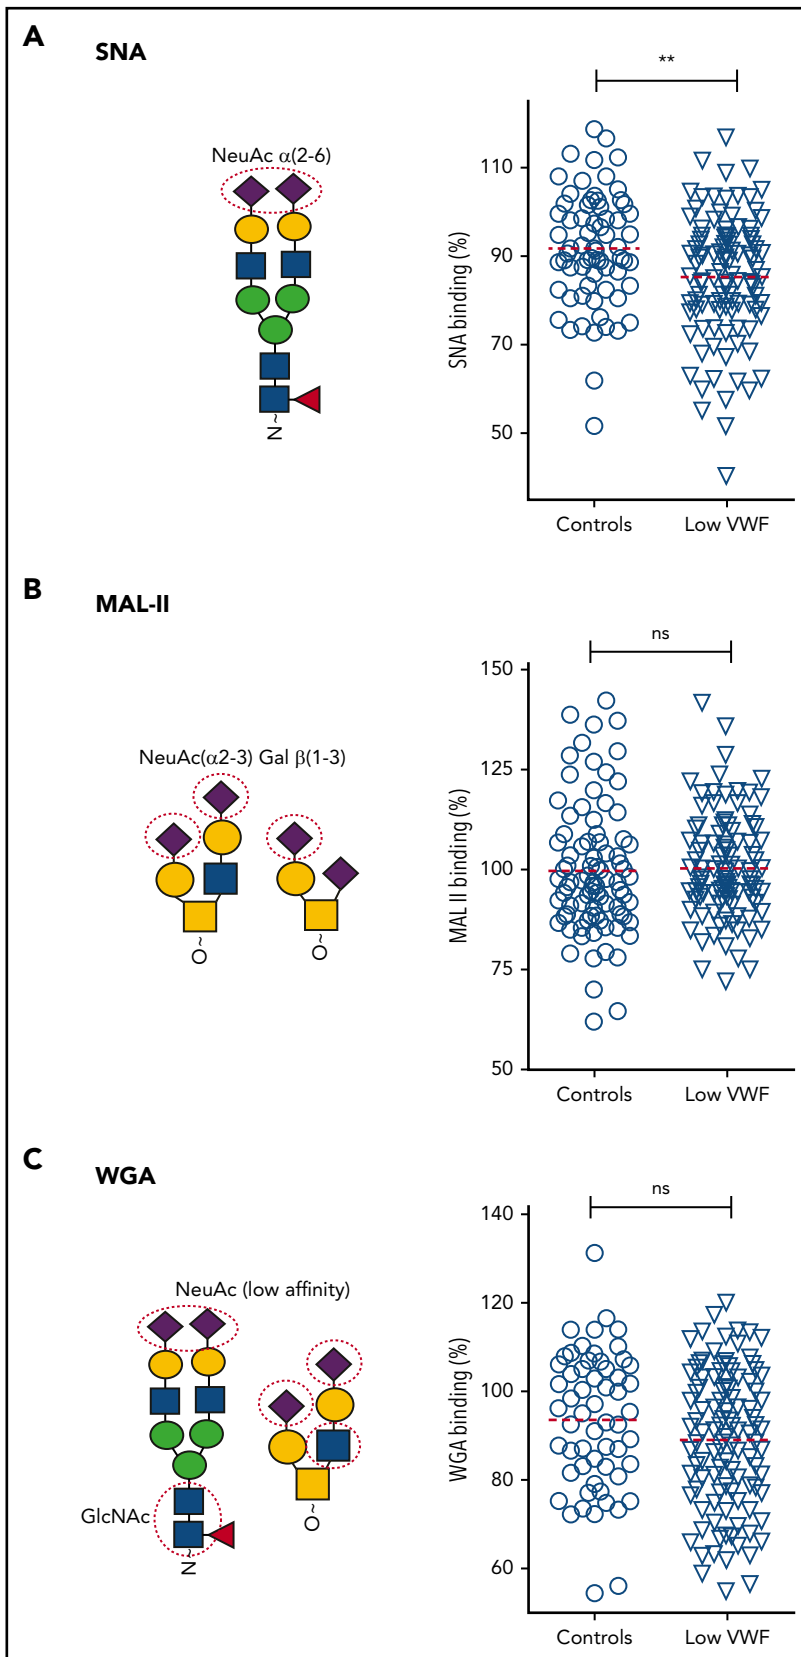 A
SNA
**
NeuAc α(2-6)
~N
SNA binding (%)
110
90
70
50
Controls
Low VWF
B
MAL-II
ns
NeuAc(α2-3) Gal β(1-3)
~O
~O
MAL II binding (%)
150
125
100
75
50
Controls
Low VWF
C
WGA
ns
NeuAc (low affinity)
GlcNAc
~N
~O
WGA binding (%)
140
120
100
80
60
Controls
Low VWF